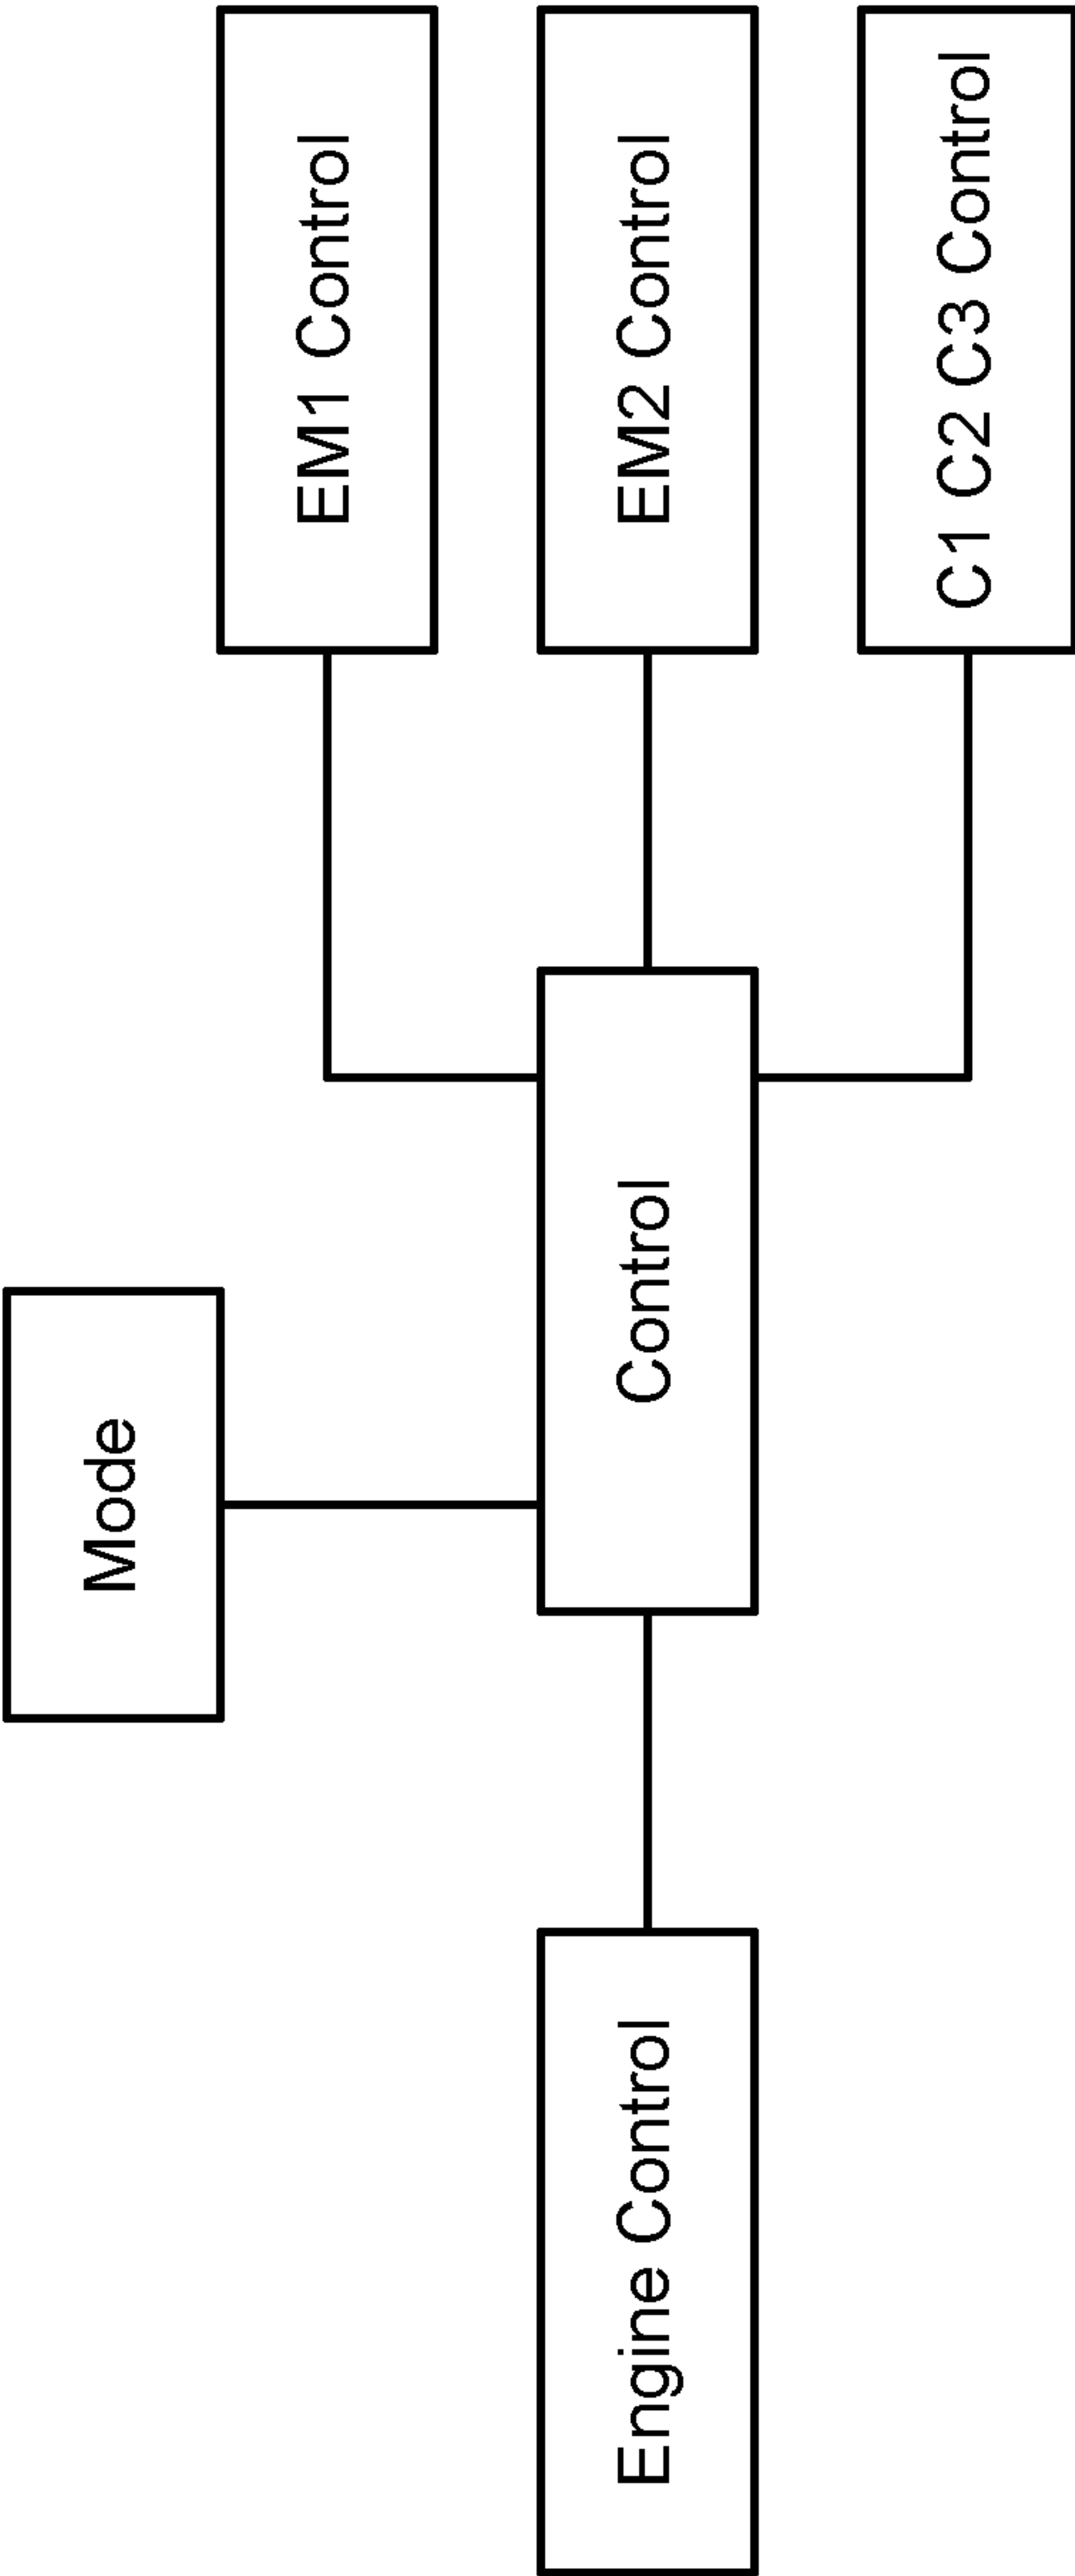 Mode
EM1 Control
Engine Control
Control
EM2 Control
C1 C2 C3 Control